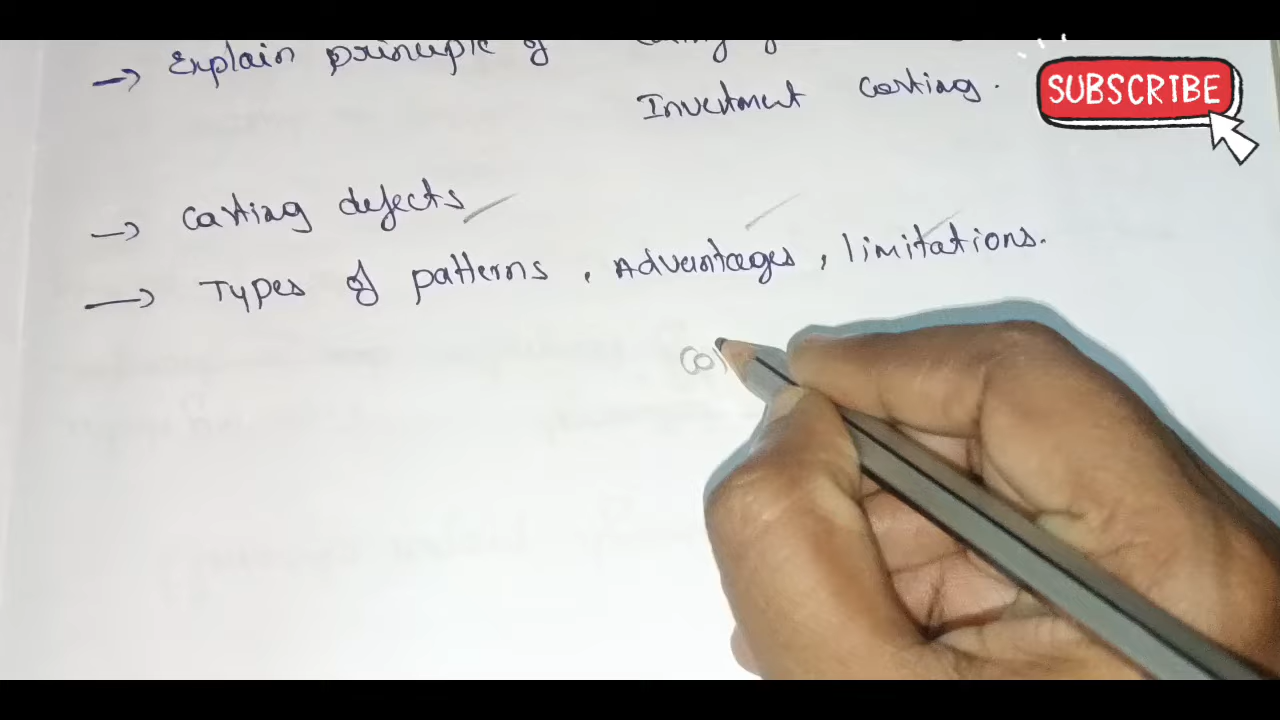 → Explain principle of
Investment casting.
SUBSCRIBE
→ Casting defects
→ Types of patterns, Advantages, limitations.